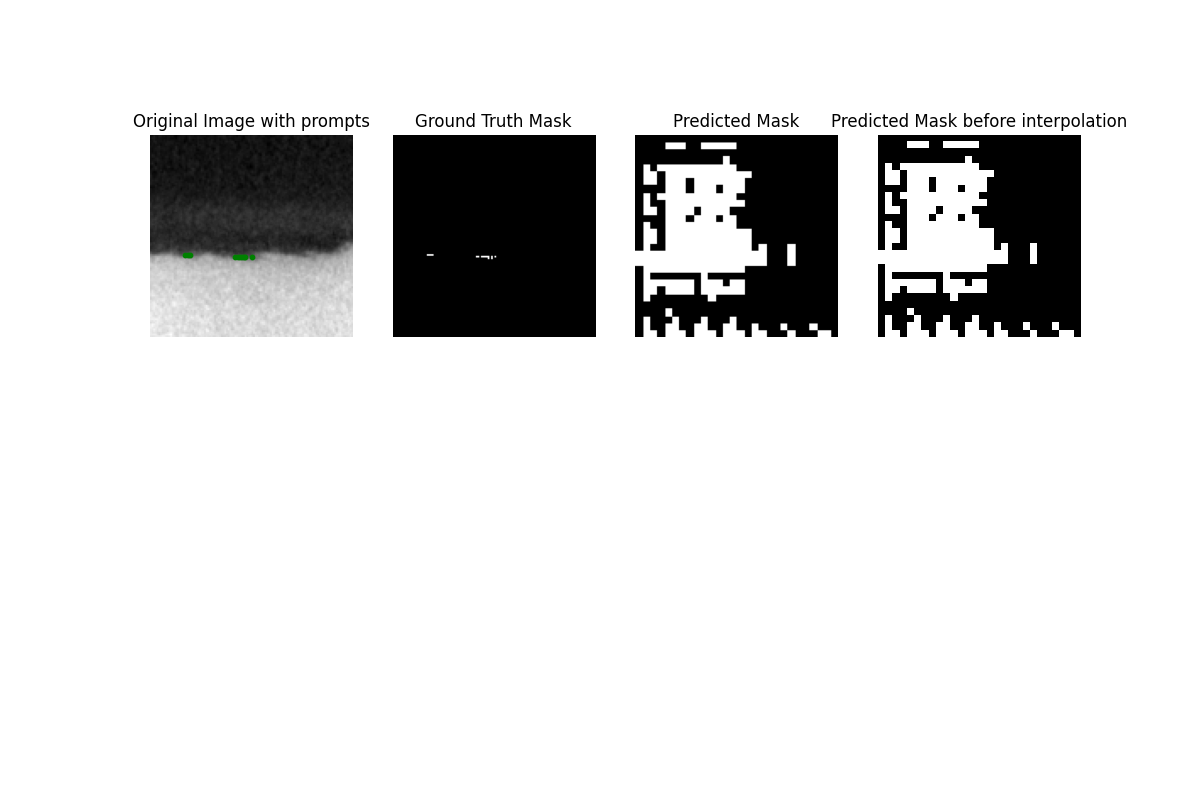 Original Image with prompts
Ground Truth Mask
Predicted Mask
Predicted Mask before interpolation